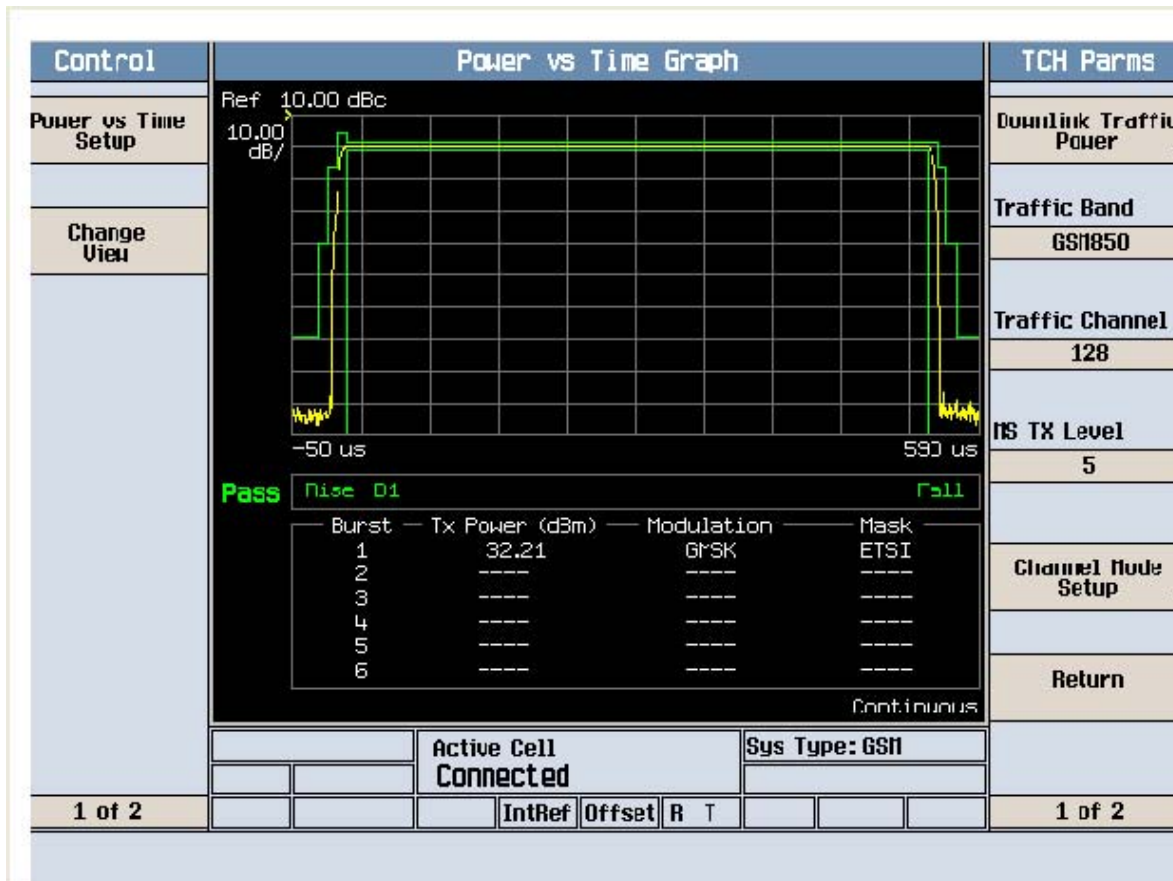 Control
Power vs Time Graph
TCH Parms
Power vs Time
Setup
Change
View
1 of 2
Ref 10.00 dBc
10.00
dB/
-50 us
590 us
Pass
Rise 01
Fall
Burst
Tx Power (dBm)
Modulation
Mask
1 32.21 GMSK ETSI
2 ---- ---- ----
3 ---- ---- ----
4 ---- ---- ----
5 ---- ---- ----
6 ---- ---- ----
Continuous
Active Cell
Connected
Sys Type: GSM
IntRef
Offset
R T
Downlink Traffic
Power
Traffic Band
GSM850
Traffic Channel
128
MS TX Level
5
Channel Mode
Setup
Return
1 of 2